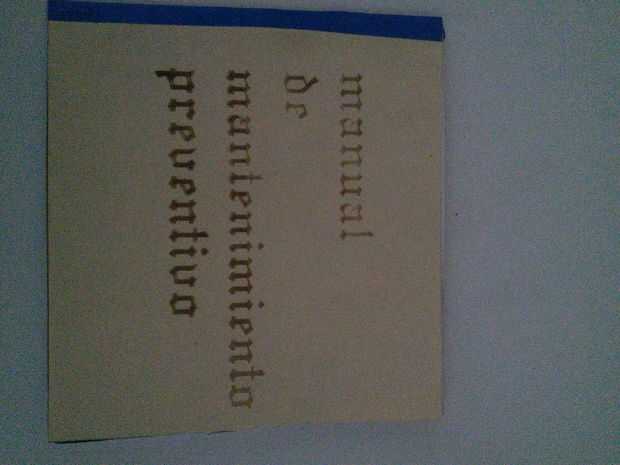 manual
de
mantenimiento
preventivo